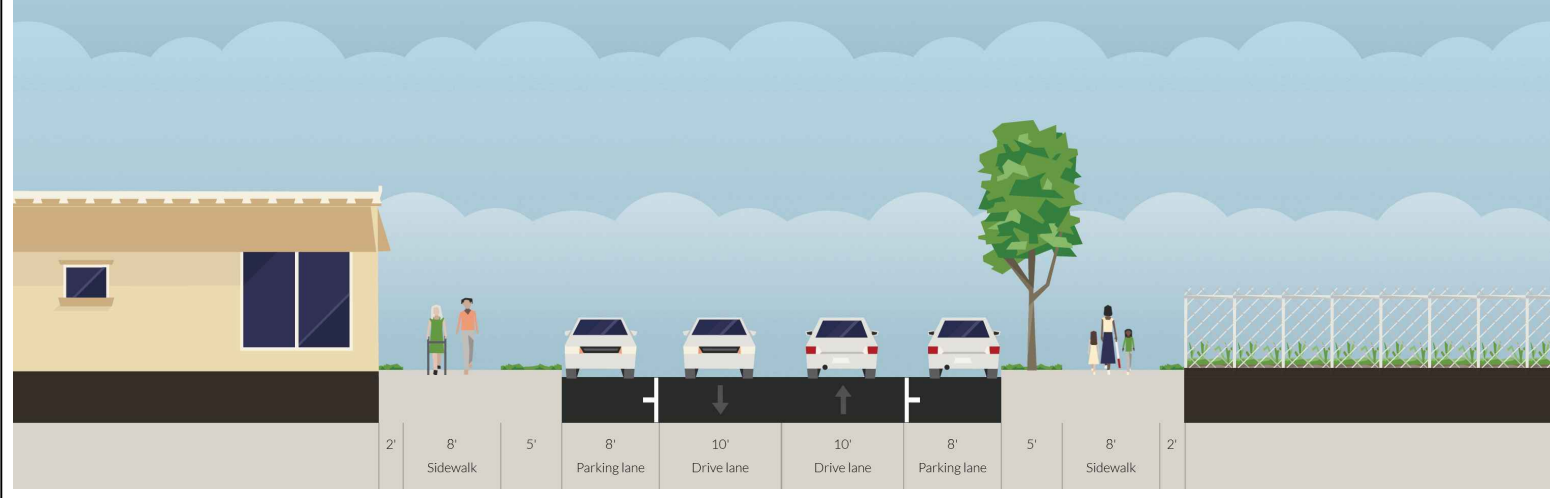 2'
8'
Sidewalk
5'
8'
Parking lane
10'
Drive lane
10'
Drive lane
8'
Parking lane
5'
8'
Sidewalk
2'